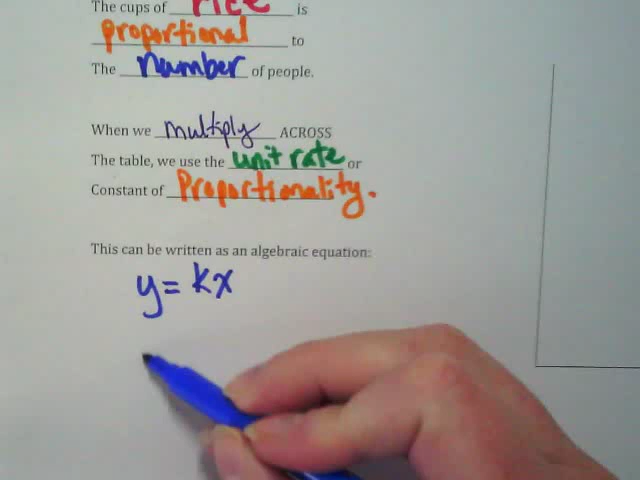 The cups of rice is
proportional to
The number of people.
When we multiply ACROSS
The table, we use the unit rate or
Constant of Proportionality.
This can be written as an algebraic equation:
y = kx